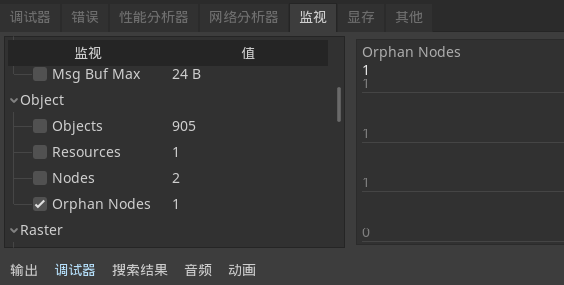 调试器 错误 性能分析器 网络分析器 监视 显存 其他
监视 值
Msg Buf Max 24 B
Object
Objects 905
Resources 1
Nodes 2
Orphan Nodes 1
Raster
Orphan Nodes
1
1
1
1
0
输出 调试器 搜索结果 音频 动画